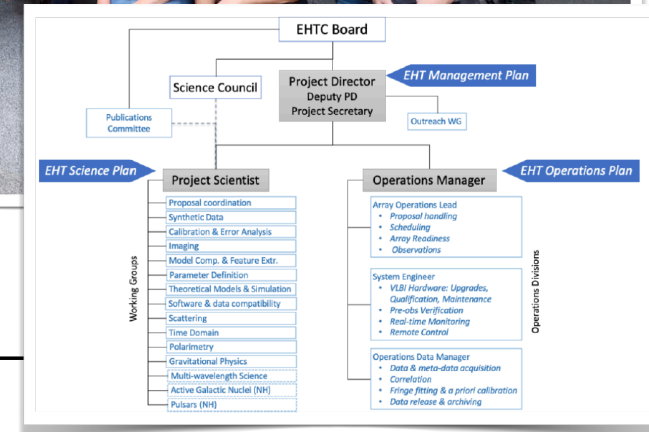 EHTC Board
Science Council
Project Director
Deputy PD
Project Secretary
EHT Management Plan
Publications
Committee
Outreach WG
EHT Science Plan
Project Scientist
Operations Manager
EHT Operations Plan
Working Groups
Proposal coordination
Synthetic Data
Calibration & Error Analysis
Imaging
Model Comp. & Feature Extr.
Parameter Definition
Theoretical Models & Simulation
Software & data compatibility
Scattering
Time Domain
Polarimetry
Gravitational Physics
Multi-wavelength Science
Active Galactic Nuclei (NH)
Pulsars (NH)
Array Operations Lead
• Proposal handling
• Scheduling
• Array Readiness
• Observations
System Engineer
• VLBI Hardware: Upgrades,
Qualification, Maintenance
• Pre-obs Verification
• Real-time Monitoring
• Remote Control
Operations Data Manager
• Data & meta-data acquisition
• Correlation
• Fringe fitting & a priori calibration
• Data release & archiving
Operations Divisions